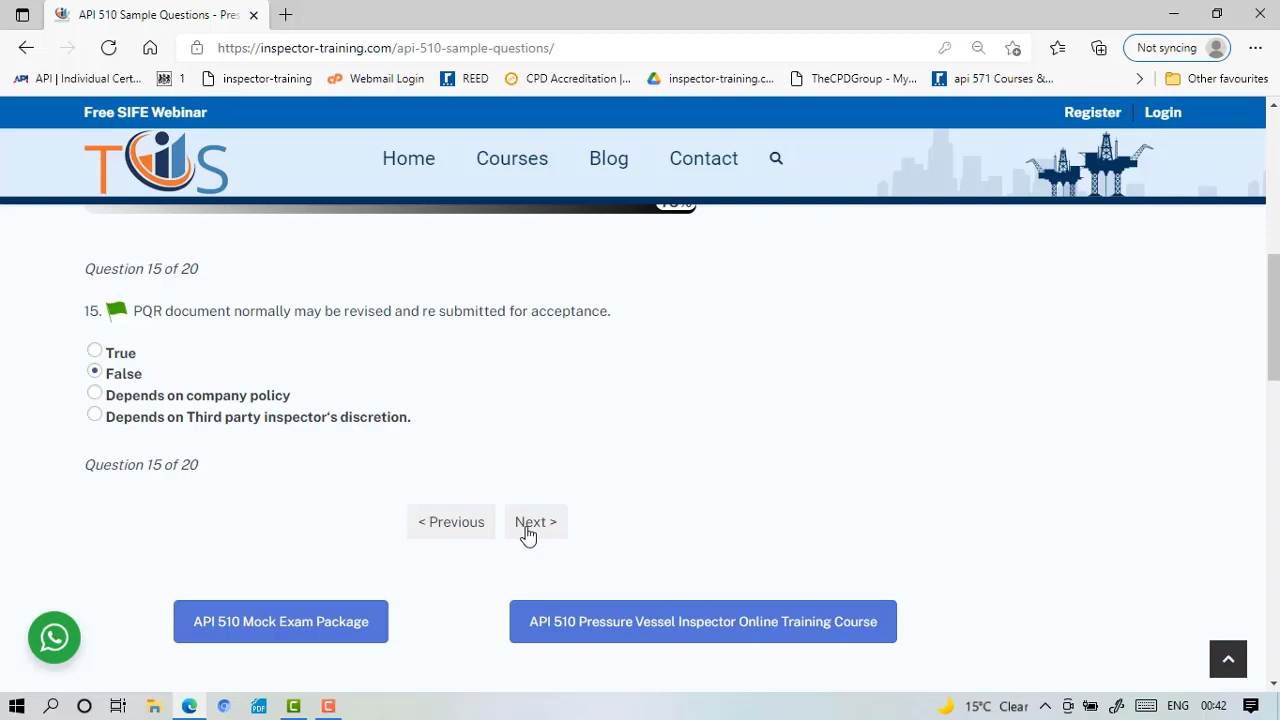 API 510 Sample Questions - Pres
https://inspector-training.com/api-510-sample-questions/
Not syncing
API | Individual Cert...
1
inspector-training
Webmail Login
REED
CPD Accreditation |...
inspector-training.c...
TheCPDGroup - My...
api 571 Courses &...
Other favourites
Free SIFE Webinar
Register
Login
TiS
Home
Courses
Blog
Contact
Question 15 of 20
15. PQR document normally may be revised and re submitted for acceptance.
True
False
Depends on company policy
Depends on Third party inspector's discretion.
Question 15 of 20
< Previous
Next >
API 510 Mock Exam Package
API 510 Pressure Vessel Inspector Online Training Course
15°C Clear
ENG
00:42